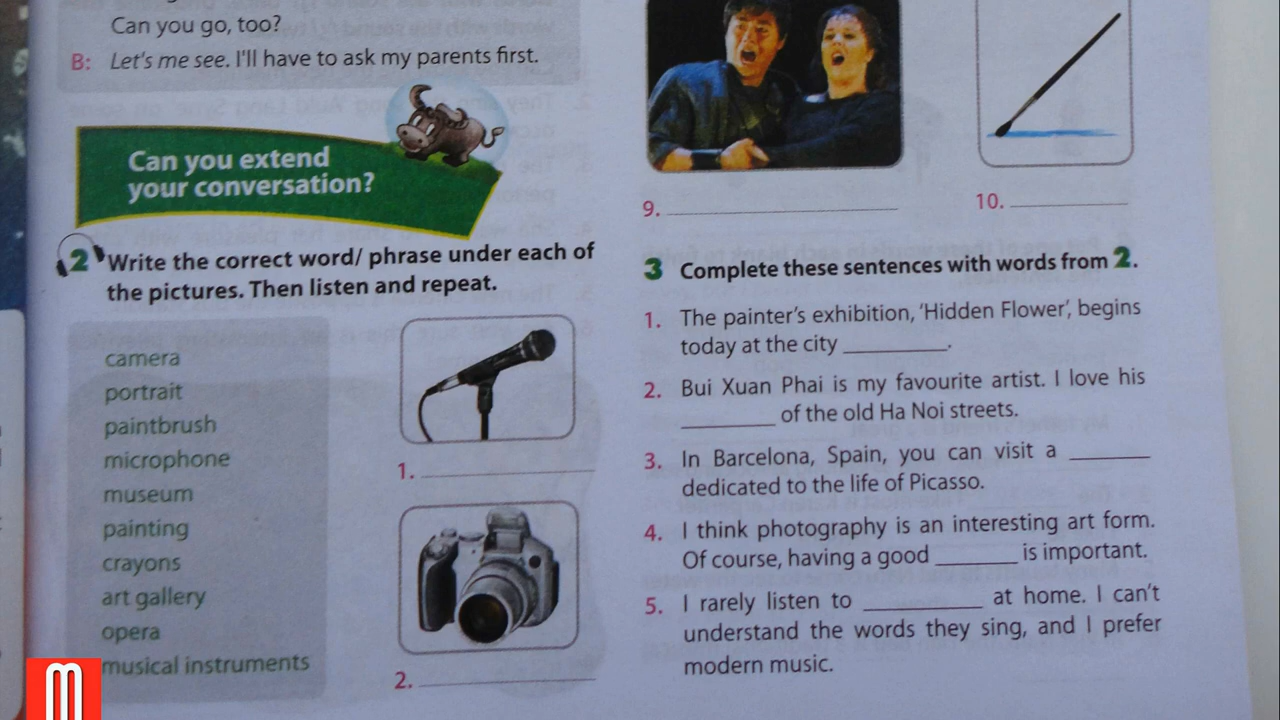 Can you go, too?
B: Let's me see. I'll have to ask my parents first.
Can you extend
your conversation?
2 Write the correct word/ phrase under each of
the pictures. Then listen and repeat.
camera
portrait
paintbrush
microphone
museum
painting
crayons
art gallery
opera
musical instruments
1. ____________
2. ____________
9. ____________
10. ____________
3 Complete these sentences with words from 2.
1. The painter's exhibition, 'Hidden Flower', begins
today at the city _________.
2. Bui Xuan Phai is my favourite artist. I love his
_________ of the old Ha Noi streets.
3. In Barcelona, Spain, you can visit a _______
dedicated to the life of Picasso.
4. I think photography is an interesting art form.
Of course, having a good _______ is important.
5. I rarely listen to __________ at home. I can't
understand the words they sing, and I prefer
modern music.